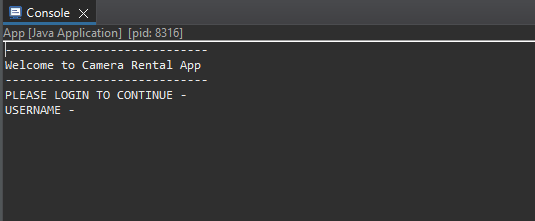 Console
App [Java Application] [pid: 8316]
-----------------------------
Welcome to Camera Rental App
-----------------------------
PLEASE LOGIN TO CONTINUE -
USERNAME -